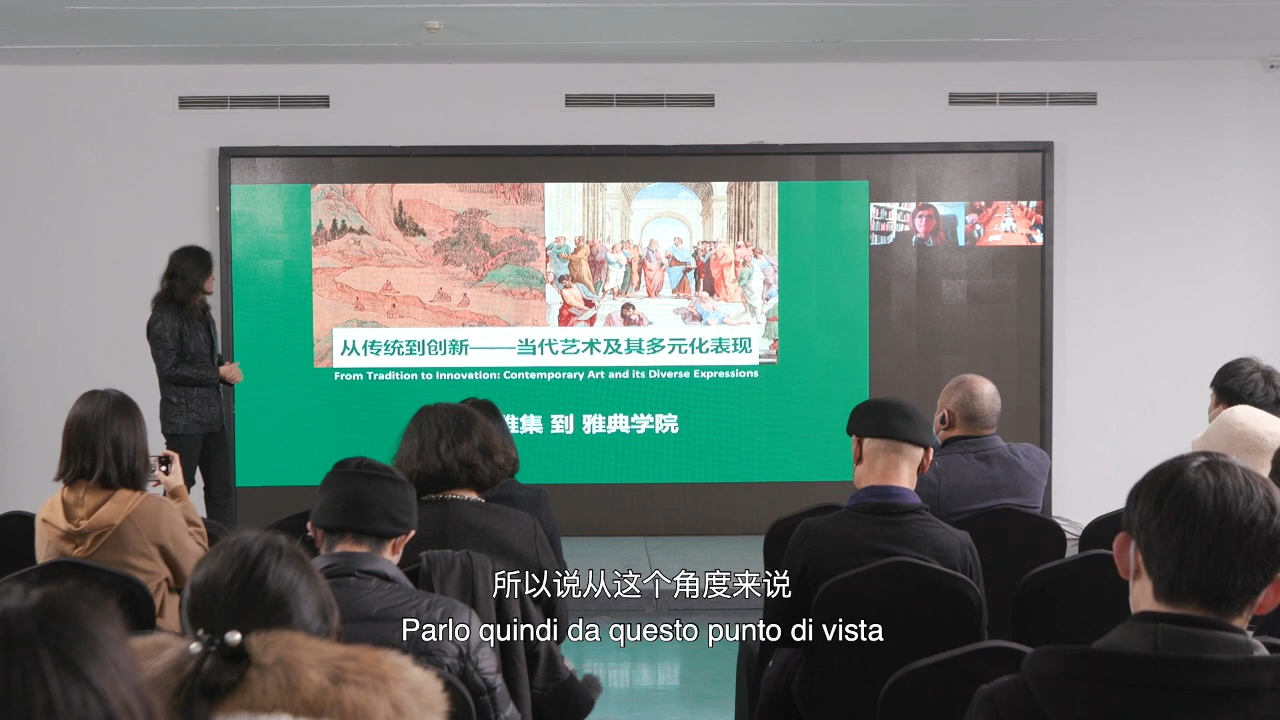 从传统到创新——当代艺术及其多元化表现
From Tradition to Innovation: Contemporary Art and its Diverse Expressions
雅集 到 雅典学院
所以说从这个角度来说
Parlo quindi da questo punto di vista